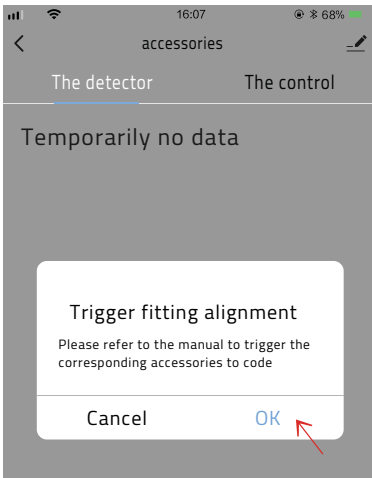 16:07
68%
accessories
The detector
The control
Temporarily no data
Trigger fitting alignment
Please refer to the manual to trigger the
corresponding accessories to code
Cancel
OK